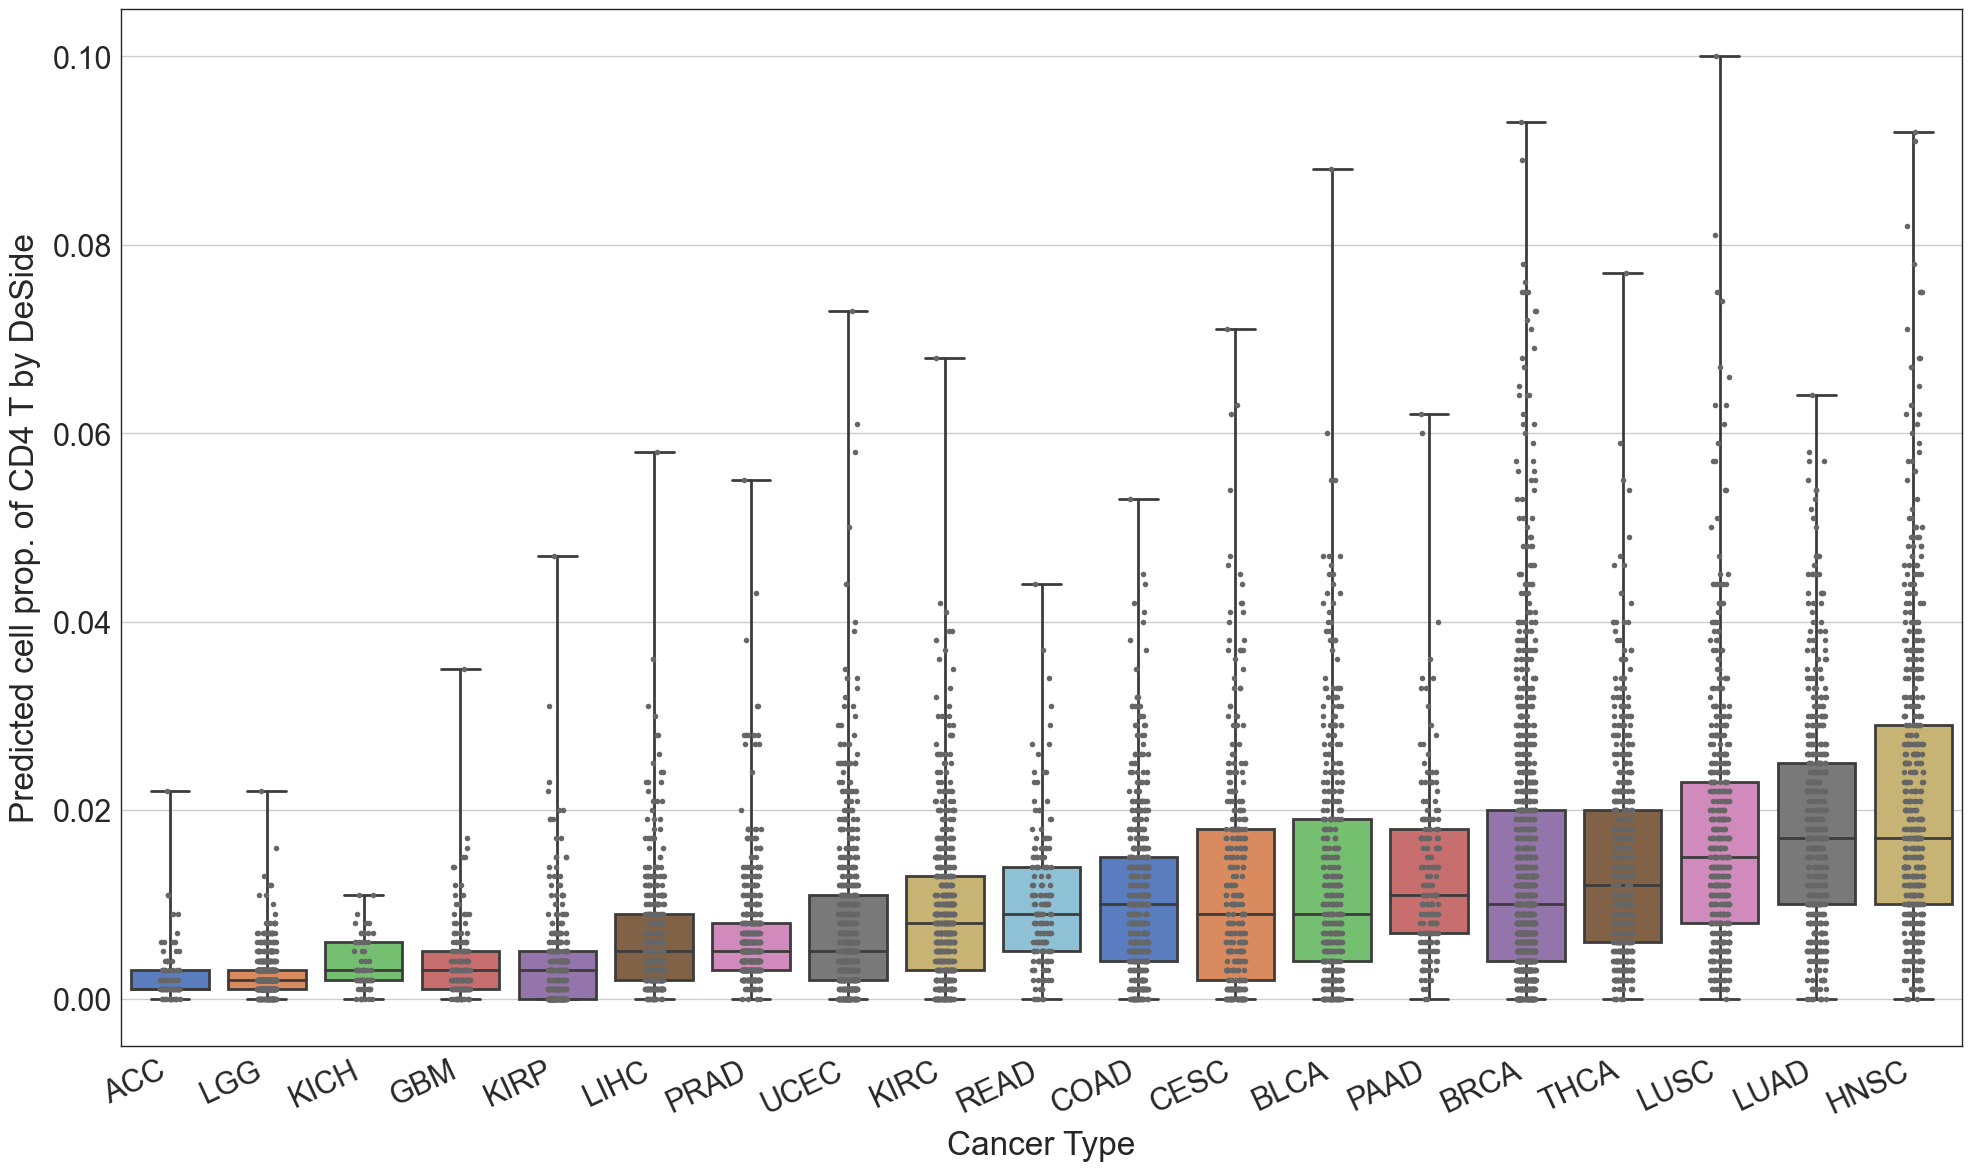 Predicted cell prop. of CD4 T by DeSide
0.10
0.08
0.06
0.04
0.02
0.00
ACC
LGG
KICH
GBM
KIRP
LIHC
PRAD
UCEC
KIRC
READ
COAD
CESC
BLCA
PAAD
BRCA
THCA
LUSC
LUAD
HNSC
Cancer Type